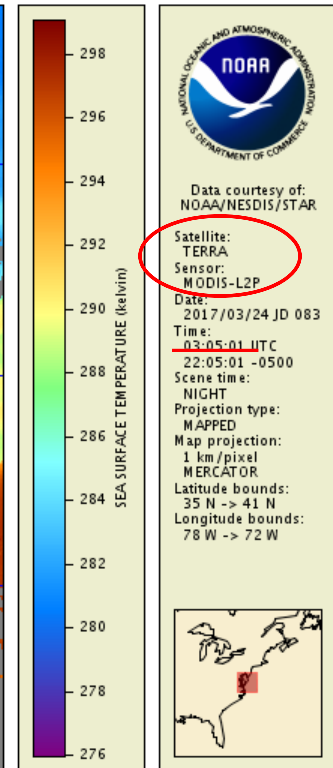 298
296
294
292
290
288
286
284
282
280
278
276
SEA SURFACE TEMPERATURE (kelvin)
NATIONAL OCEANIC AND ATMOSPHERIC ADMINISTRATION
NOAA
U.S. DEPARTMENT OF COMMERCE
Data courtesy of:
NOAA/NESDIS/STAR
Satellite:
TERRA
Sensor:
MODIS-L2P
Date:
2017/03/24 JD 083
Time:
03:05:01 UTC
22:05:01 -0500
Scene time:
NIGHT
Projection type:
MAPPED
Map projection:
1 km/pixel
MERCATOR
Latitude bounds:
35 N -> 41 N
Longitude bounds:
78 W -> 72 W